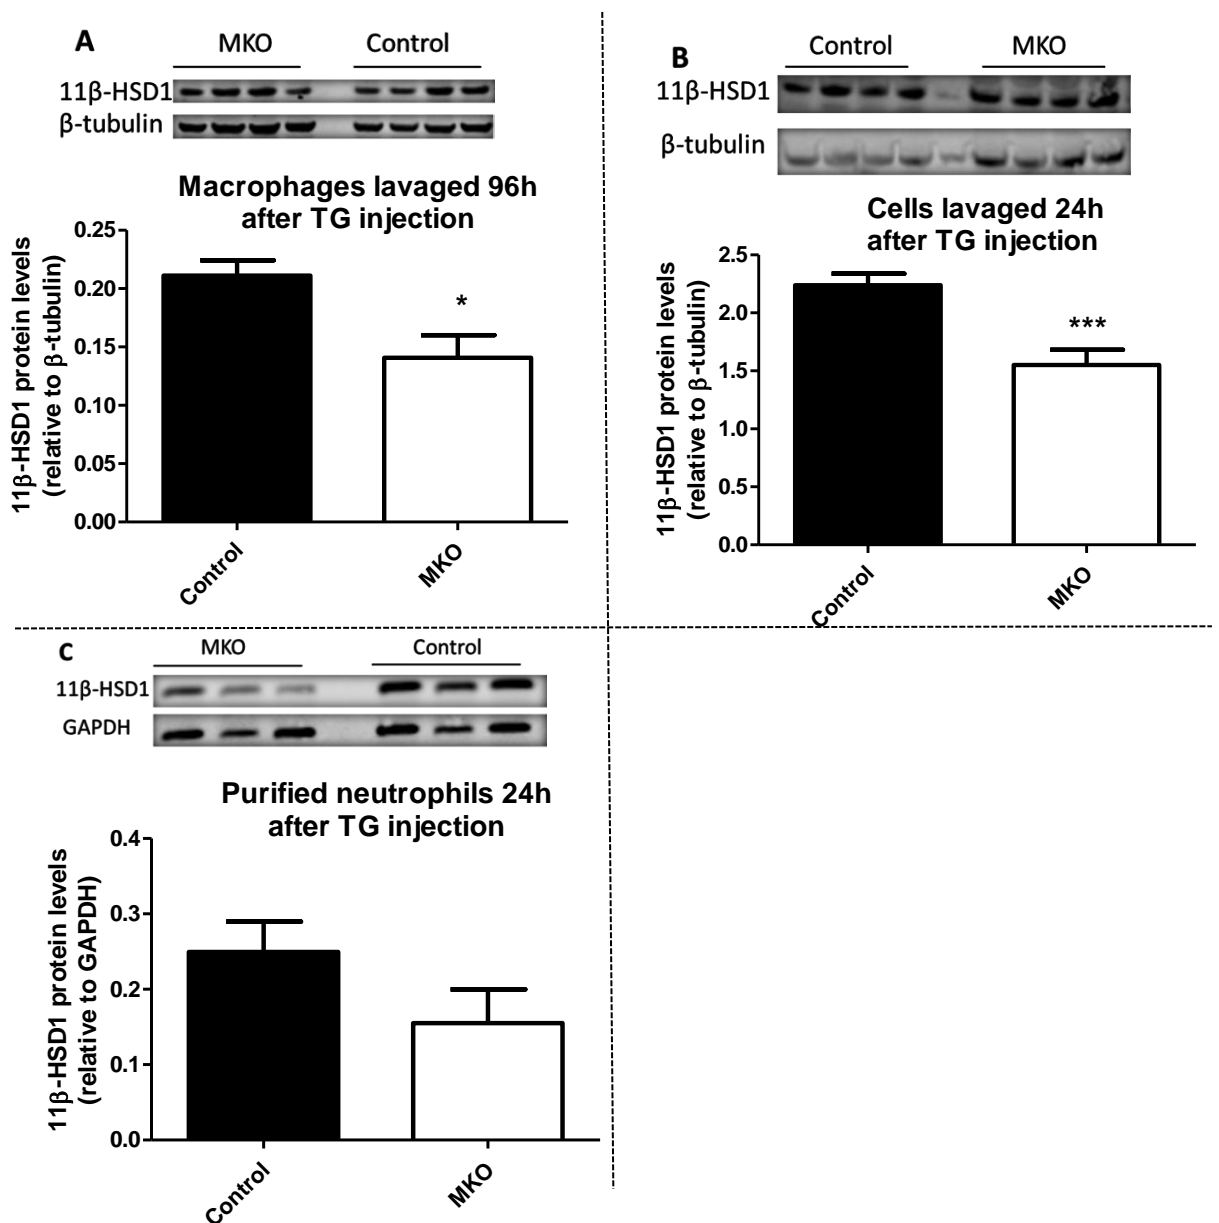 A
MKO Control
11β-HSD1
β-tubulin
Macrophages lavaged 96h
after TG injection
11β-HSD1 protein levels
(relative to β-tubulin)
0.25
0.20
0.15
0.10
0.05
0.00
*
Control
MKO
B
Control MKO
11β-HSD1
β-tubulin
Cells lavaged 24h
after TG injection
11β-HSD1 protein levels
(relative to β-tubulin)
2.5
2.0
1.5
1.0
0.5
0.0
***
Control
MKO
C
MKO Control
11β-HSD1
GAPDH
Purified neutrophils 24h
after TG injection
11β-HSD1 protein levels
(relative to GAPDH)
0.4
0.3
0.2
0.1
0.0
Control
MKO